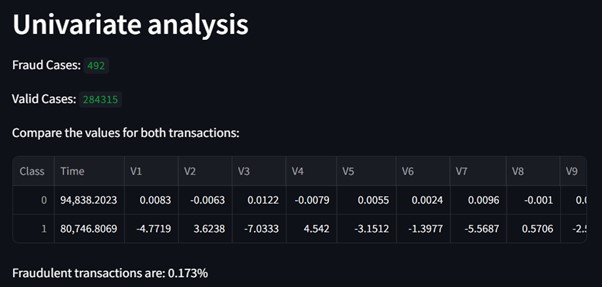 Univariate analysis
Fraud Cases: 492
Valid Cases: 284315
Compare the values for both transactions:
Class Time V1 V2 V3 V4 V5 V6 V7 V8 V9
0 94,838.2023 0.0083 -0.0063 0.0122 -0.0079 0.0055 0.0024 0.0096 -0.001
1 80,746.8069 -4.7719 3.6238 -7.0333 4.542 -3.1512 -1.3977 -5.5687 0.5706
Fraudulent transactions are: 0.173%